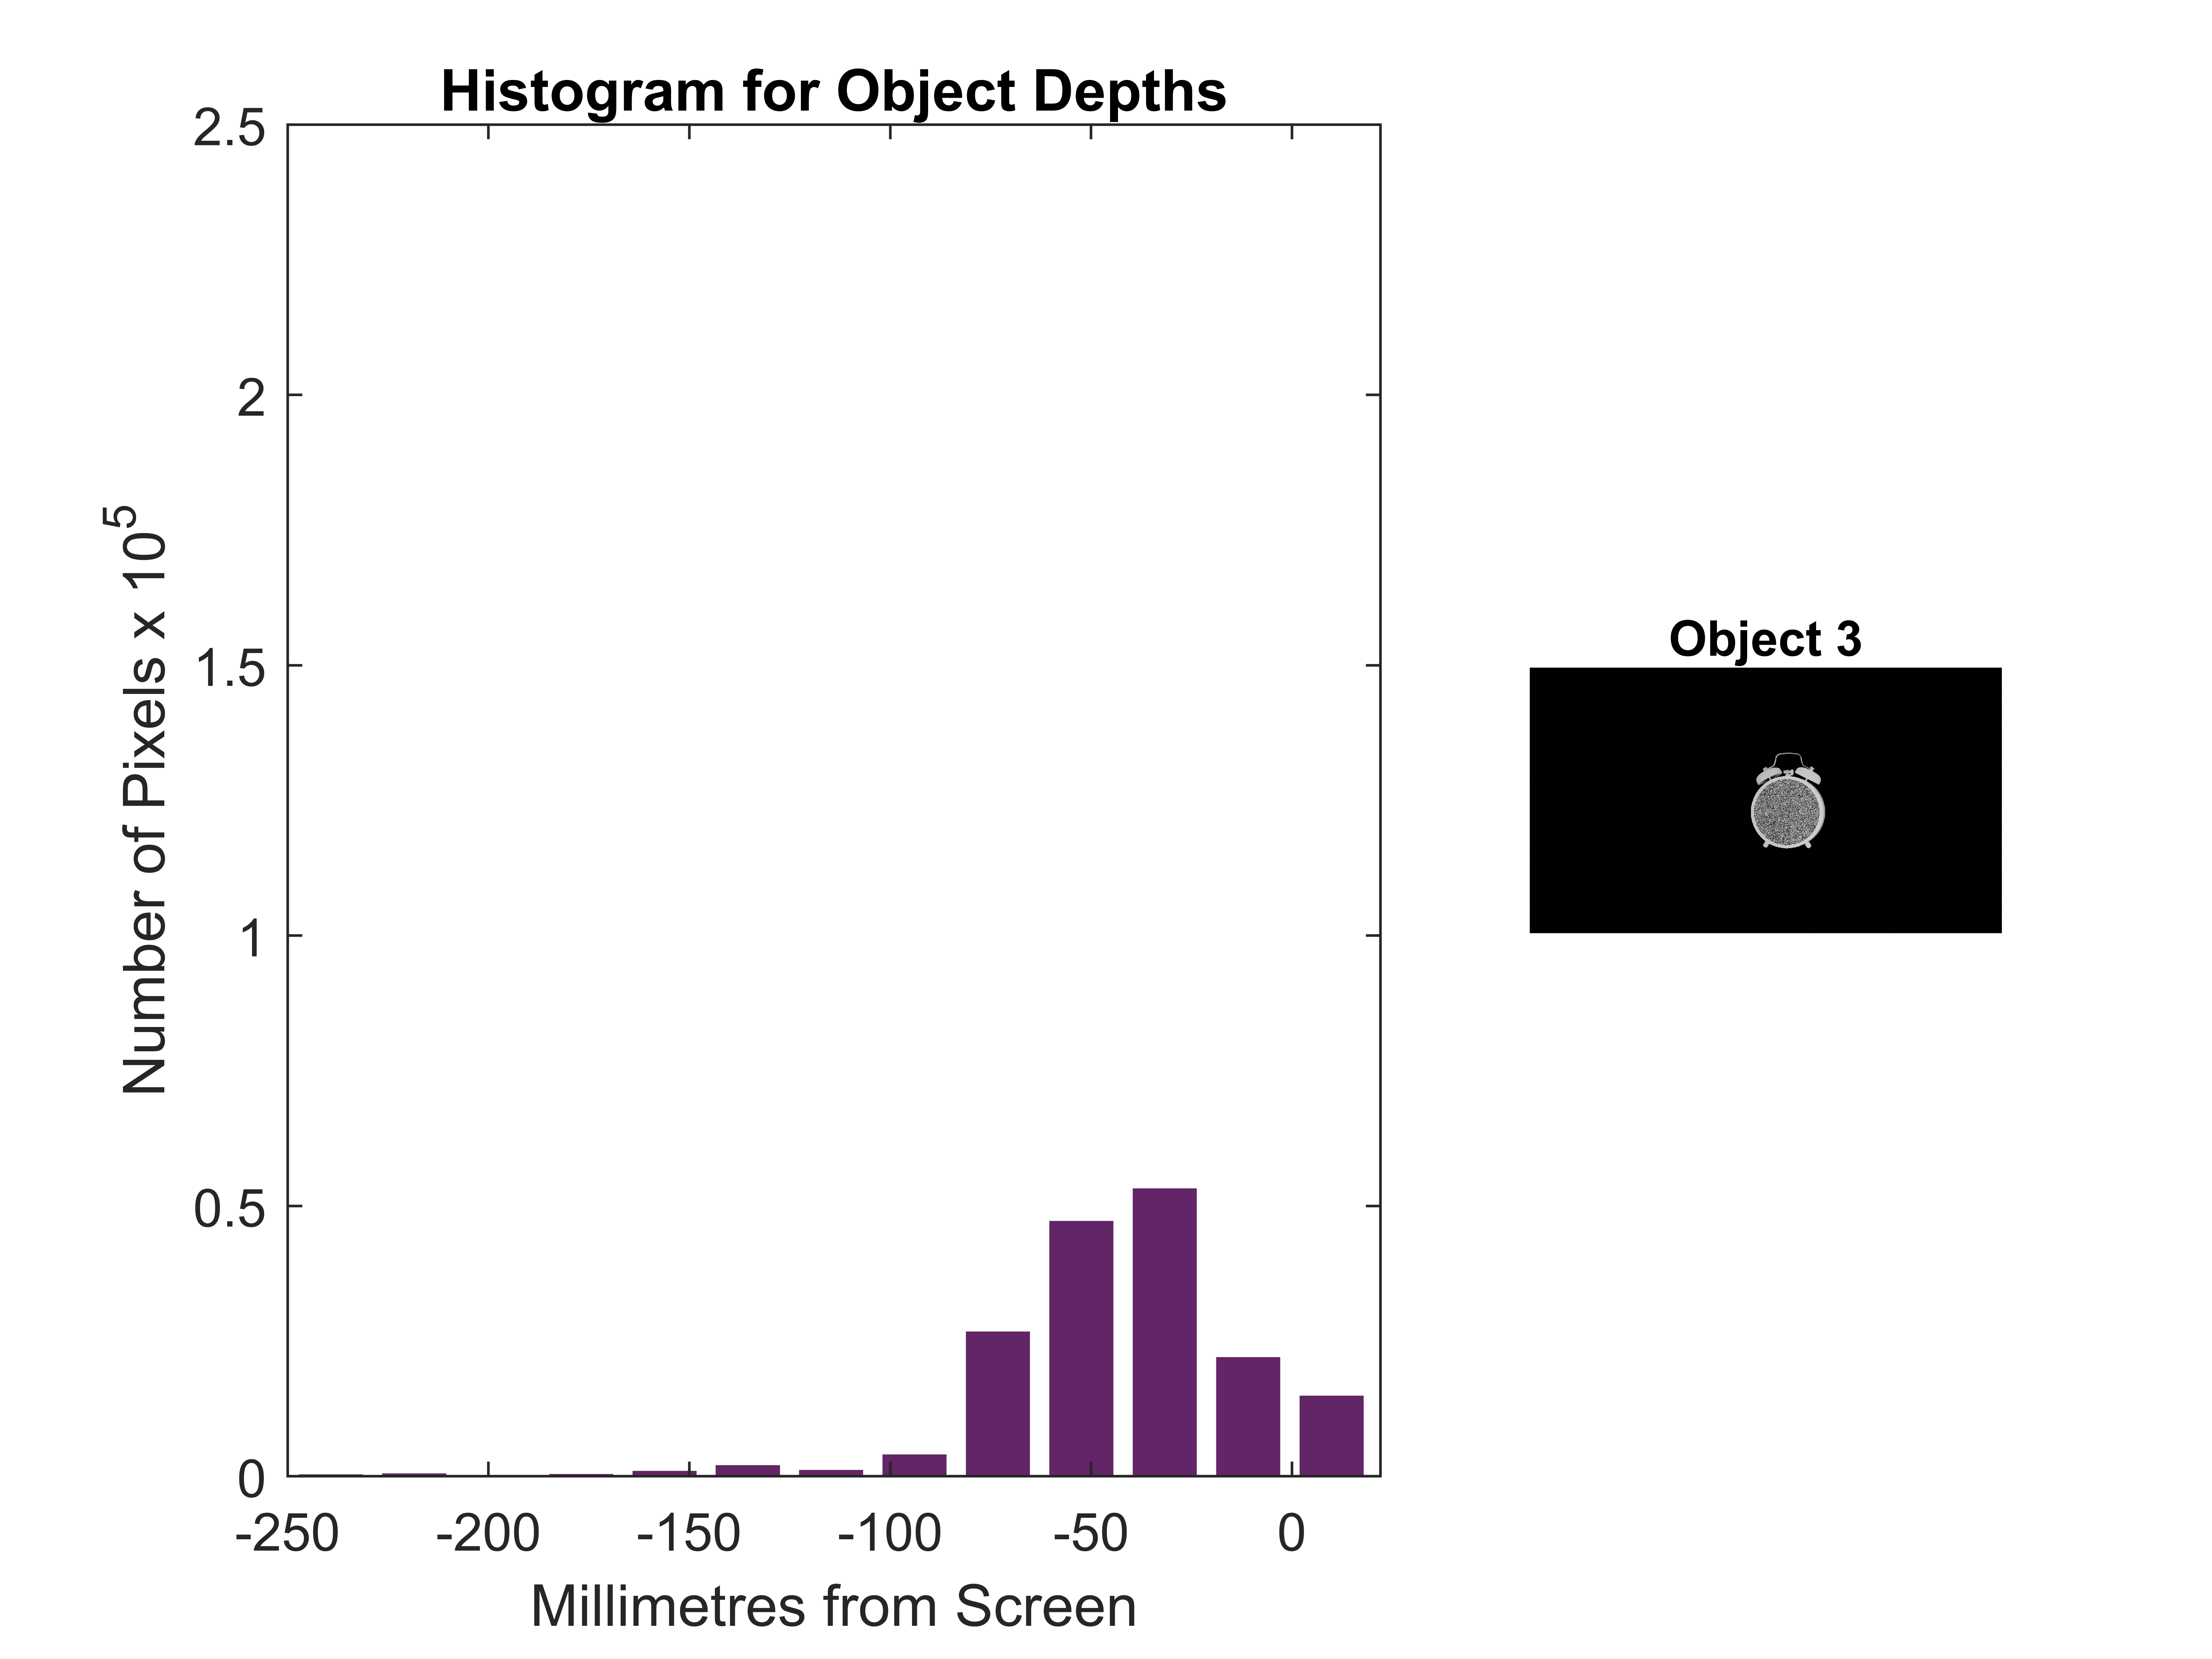 Histogram for Object Depths
2.5
2
1.5
1
0.5
0
Number of Pixels x 10^5
-250 -200 -150 -100 -50 0
Millimetres from Screen
Object 3